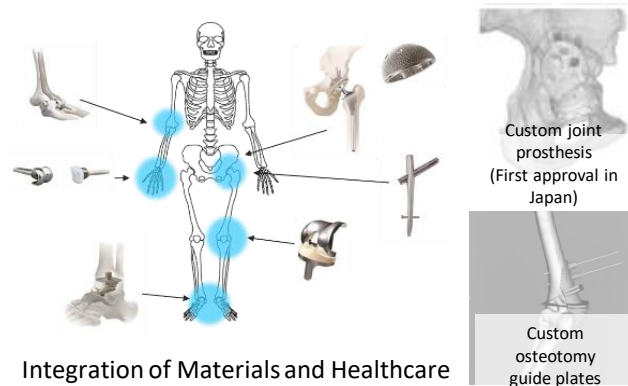 Custom joint
prosthesis
(First approval in
Japan)
Custom
osteotomy
guide plates
Integration of Materials and Healthcare